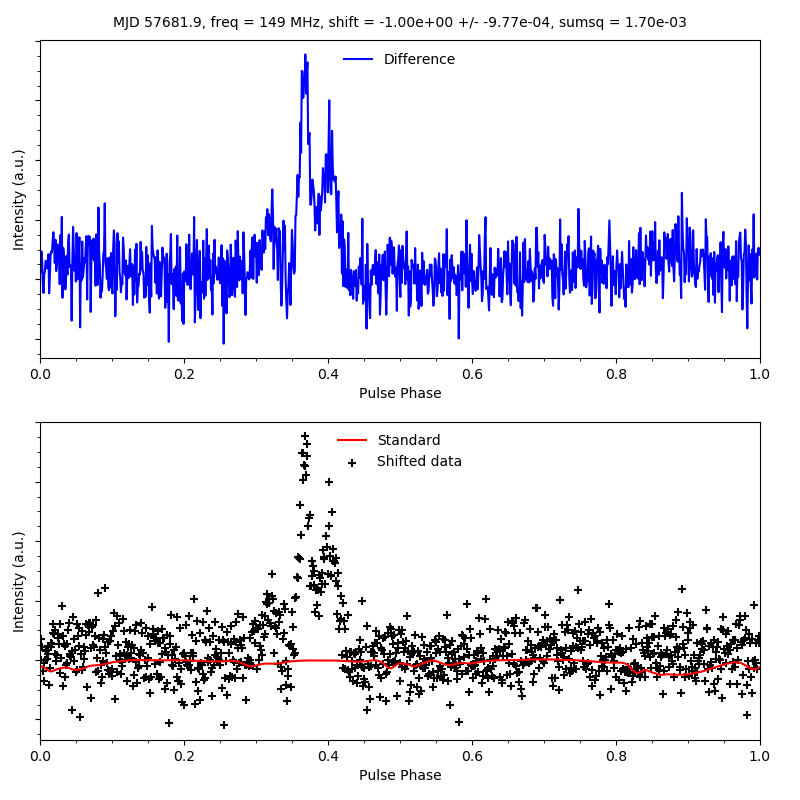 MJD 57681.9, freq = 149 MHz, shift = -1.00e+00 +/- -9.77e-04, sumsq = 1.70e-03
Difference
Intensity (a.u.)
0.0 0.2 0.4 0.6 0.8 1.0
Pulse Phase
Standard
Shifted data
Intensity (a.u.)
0.0 0.2 0.4 0.6 0.8 1.0
Pulse Phase